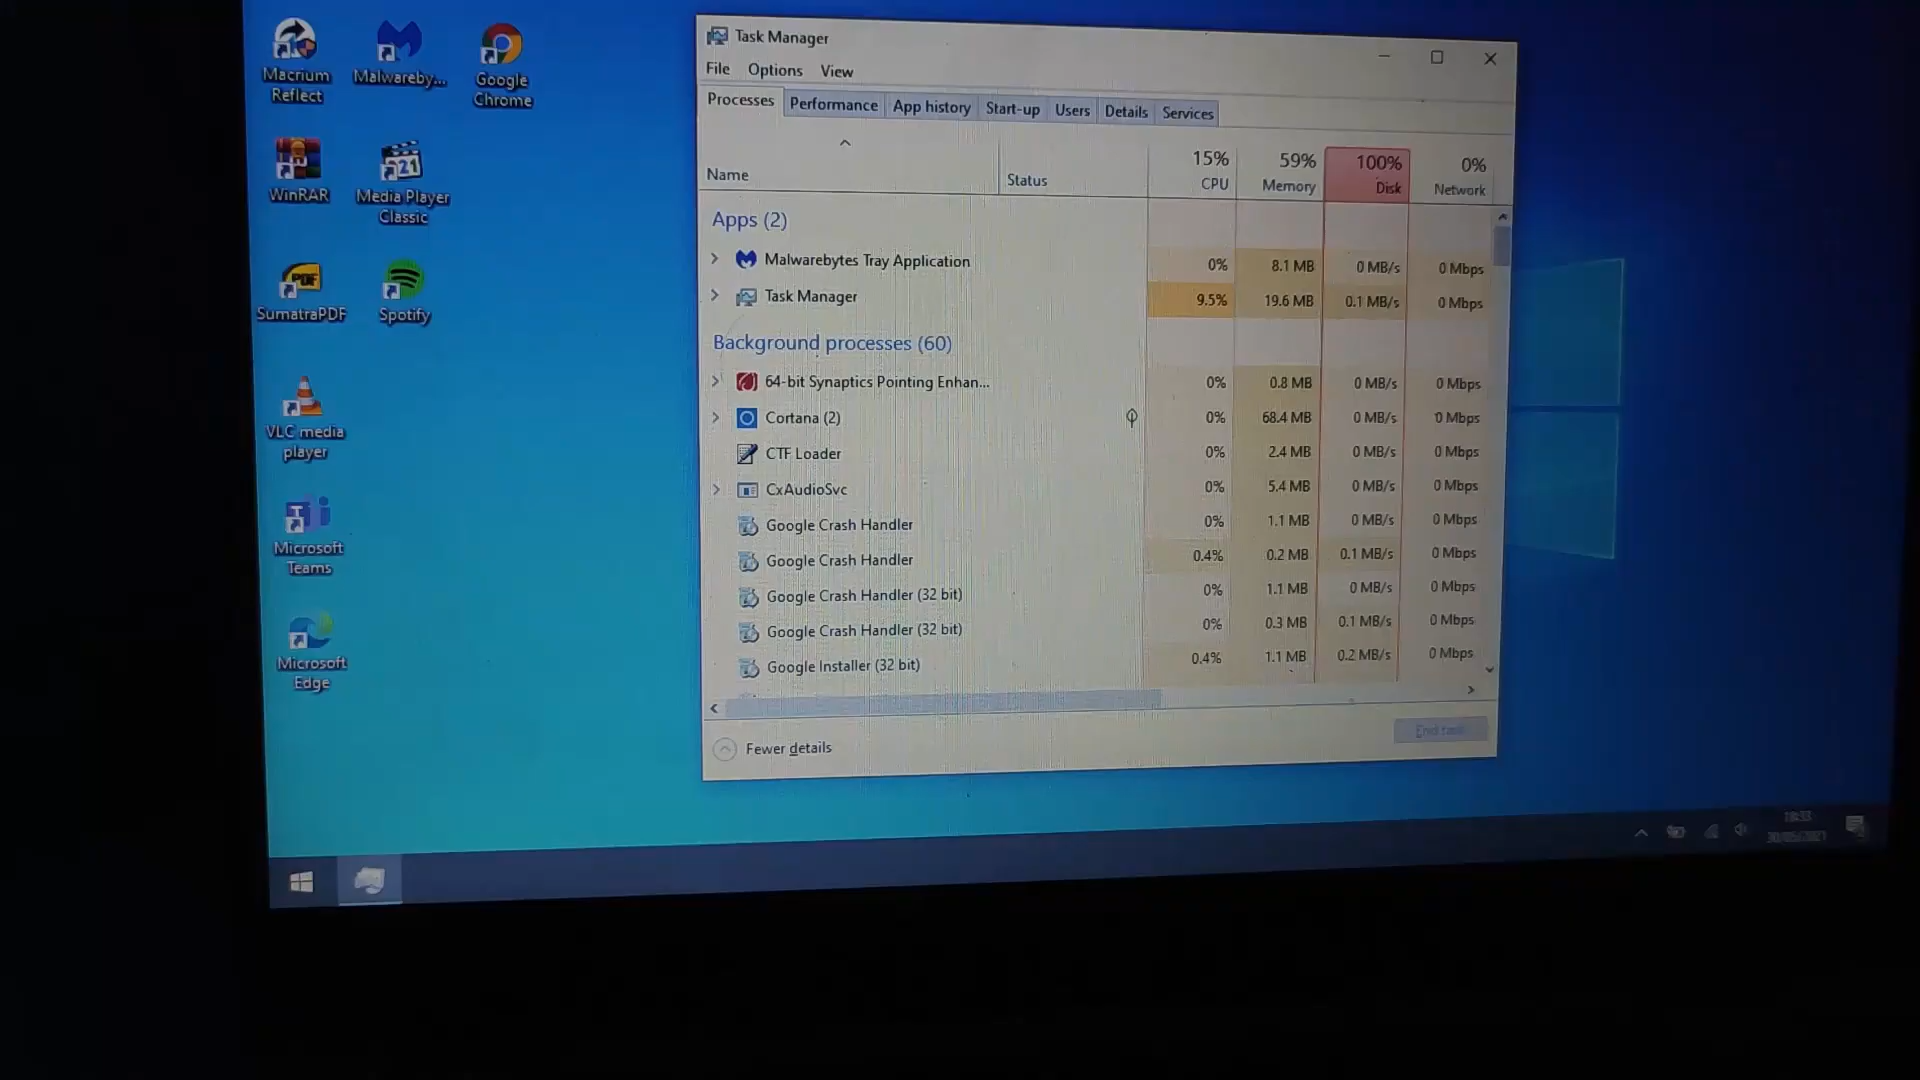 Macrium
Reflect
Malwareby...
Google
Chrome
WinRAR
Media Player
Classic
SumatraPDF
Spotify
VLC media
player
Microsoft
Teams
Microsoft
Edge
Task Manager
File Options View
Processes Performance App history Start-up Users Details Services
15% 59% 100% 0%
Name Status CPU Memory Disk Network
Apps (2)
Malwarebytes Tray Application 0% 8.1 MB 0 MB/s 0 Mbps
Task Manager 9.5% 19.6 MB 0.1 MB/s 0 Mbps
Background processes (60)
64-bit Synaptics Pointing Enhan... 0% 0.8 MB 0 MB/s 0 Mbps
Cortana (2) 0% 68.4 MB 0 MB/s 0 Mbps
CTF Loader 0% 2.4 MB 0 MB/s 0 Mbps
CxAudioSvc 0% 5.4 MB 0 MB/s 0 Mbps
Google Crash Handler 0% 1.1 MB 0 MB/s 0 Mbps
Google Crash Handler 0.4% 0.2 MB 0.1 MB/s 0 Mbps
Google Crash Handler (32 bit) 0% 1.1 MB 0 MB/s 0 Mbps
Google Crash Handler (32 bit) 0% 0.3 MB 0.1 MB/s 0 Mbps
Google Installer (32 bit) 0.4% 1.1 MB 0.2 MB/s 0 Mbps
Fewer details
End task
18:33